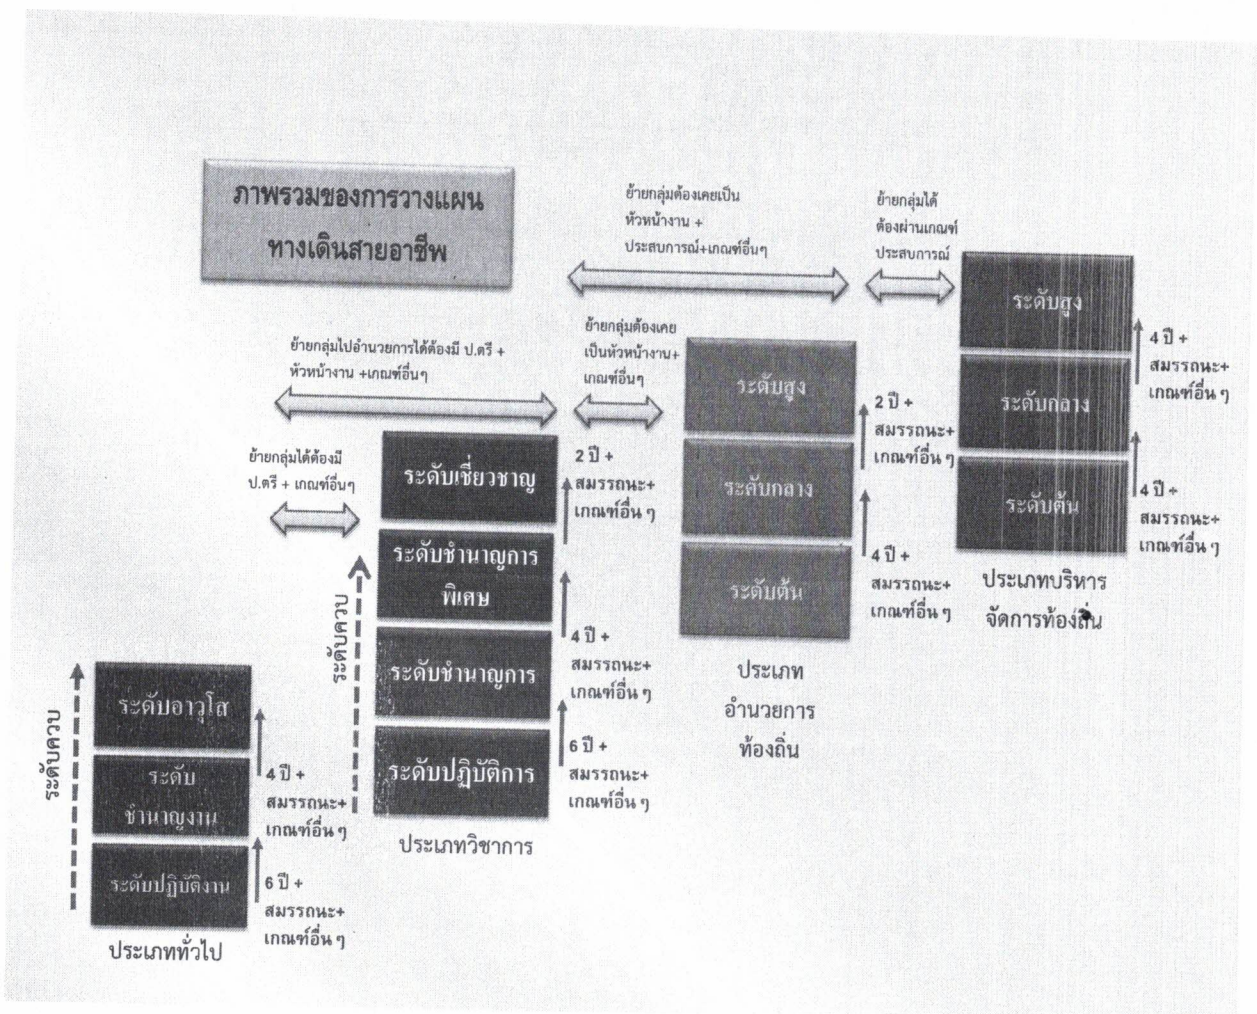 ภาพรวมของการวางแผน
ทางเดินสายอาชีพ
ย้ายกลุ่มต้องเคยเป็น
หัวหน้างาน +
ประสบการณ์+เกณฑ์อื่นๆ
ย้ายกลุ่มได้
ต้องผ่านเกณฑ์
ประสบการณ์
ย้ายกลุ่มไปอำนวยการได้ต้องมี ป.ตรี +
หัวหน้างาน +เกณฑ์อื่นๆ
ย้ายกลุ่มต้องเคย
เป็นหัวหน้างาน+
เกณฑ์อื่นๆ
ย้ายกลุ่มได้ต้องมี
ป.ตรี + เกณฑ์อื่นๆ
ระดับควบ
ระดับอาวุโส
ระดับ
ชำนาญงาน
ระดับปฏิบัติงาน
4 ปี +
สมรรถนะ+
เกณฑ์อื่น ๆ
6 ปี +
สมรรถนะ+
เกณฑ์อื่น ๆ
ประเภททั่วไป
ระดับควบ
ระดับเชี่ยวชาญ
ระดับชำนาญการ
พิเศษ
ระดับชำนาญการ
ระดับปฏิบัติการ
2 ปี +
สมรรถนะ+
เกณฑ์อื่น ๆ
4 ปี +
สมรรถนะ+
เกณฑ์อื่น ๆ
6 ปี +
สมรรถนะ+
เกณฑ์อื่น ๆ
ประเภทวิชาการ
ระดับสูง
ระดับกลาง
ระดับต้น
2 ปี +
สมรรถนะ+
เกณฑ์อื่น ๆ
4 ปี +
สมรรถนะ+
เกณฑ์อื่น ๆ
ประเภท
อำนวยการ
ท้องถิ่น
ระดับสูง
ระดับกลาง
ระดับต้น
4 ปี +
สมรรถนะ+
เกณฑ์อื่น ๆ
4 ปี +
สมรรถนะ+
เกณฑ์อื่น ๆ
ประเภทบริหาร
จัดการท้องถิ่น